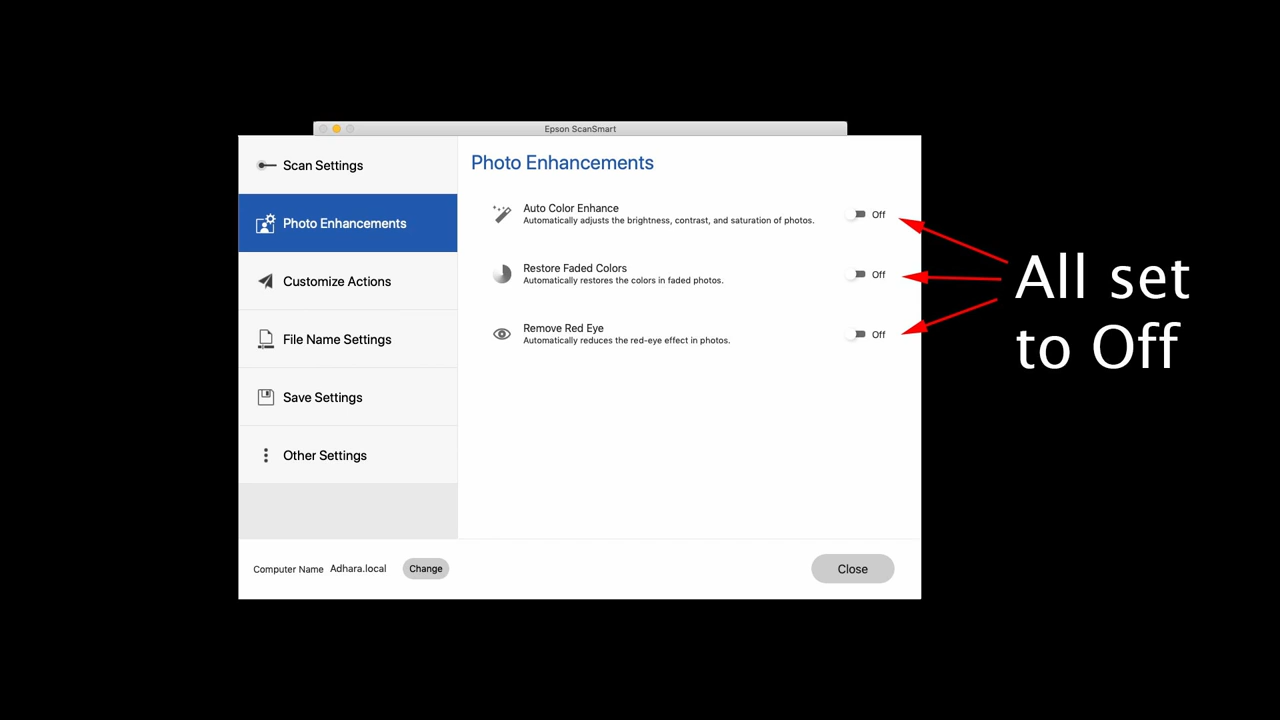 Epson ScanSmart
Scan Settings
Photo Enhancements
Customize Actions
File Name Settings
Save Settings
Other Settings
Photo Enhancements
Auto Color Enhance
Automatically adjusts the brightness, contrast, and saturation of photos.
Off
Restore Faded Colors
Automatically restores the colors in faded photos.
Off
Remove Red Eye
Automatically reduces the red-eye effect in photos.
Off
All set
to Off
Computer Name Adhara.local Change
Close